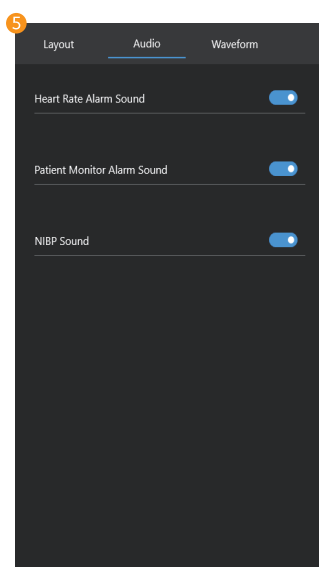 5
Layout Audio Waveform
Heart Rate Alarm Sound
Patient Monitor Alarm Sound
NIBP Sound